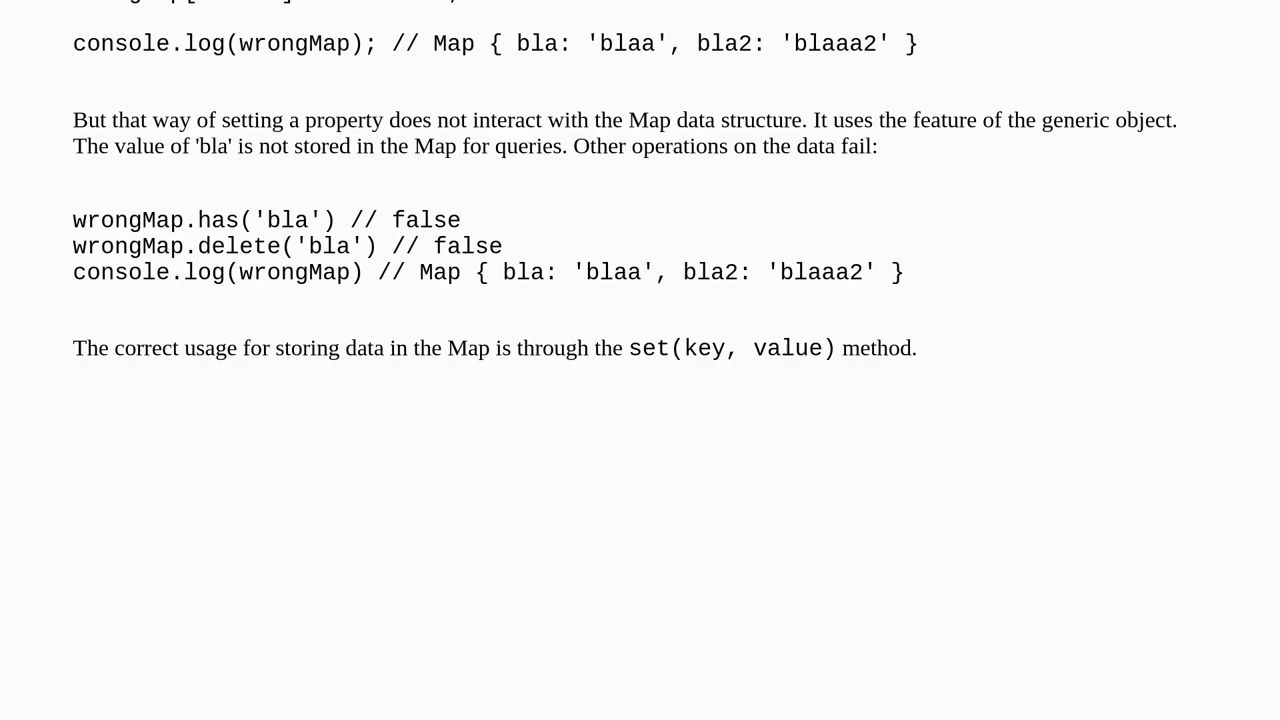 console.log(wrongMap); // Map { bla: 'blaa', bla2: 'blaaa2' }
But that way of setting a property does not interact with the Map data structure. It uses the feature of the generic object.
The value of 'bla' is not stored in the Map for queries. Other operations on the data fail:
wrongMap.has('bla') // false
wrongMap.delete('bla') // false
console.log(wrongMap) // Map { bla: 'blaa', bla2: 'blaaa2' }
The correct usage for storing data in the Map is through the set(key, value) method.